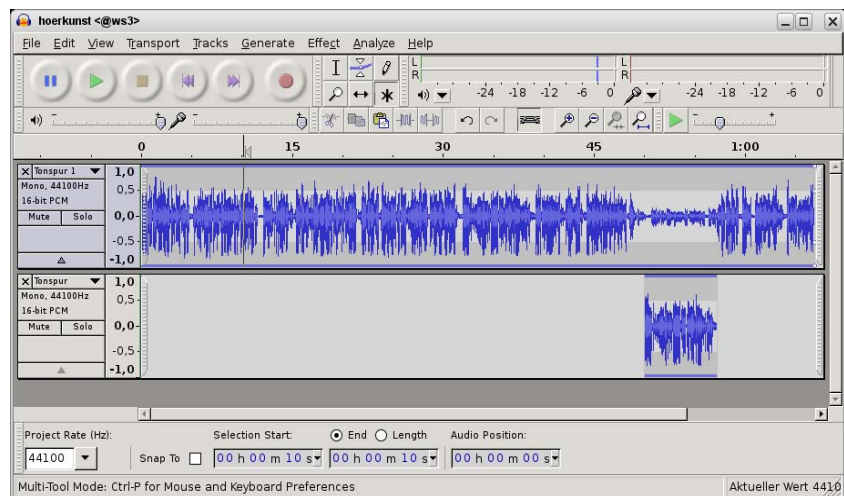 hoerkunst <@ws3>
File Edit View Transport Tracks Generate Effect Analyze Help
L
R
-24 -18 -12 -6 0
L
R
-24 -18 -12 -6 0
0 15 30 45 1:00
X Tonspur 1
Mono, 44100Hz
16-bit PCM
Mute Solo
1,0
0,5
0,0
-0,5
-1,0
X Tonspur
Mono, 44100Hz
16-bit PCM
Mute Solo
1,0
0,5
0,0
-0,5
-1,0
Project Rate (Hz): Selection Start: End Length Audio Position:
44100 Snap To 00 h 00 m 10 s 00 h 00 m 10 s 00 h 00 m 00 s
Multi-Tool Mode: Ctrl-P for Mouse and Keyboard Preferences Aktueller Wert 4410